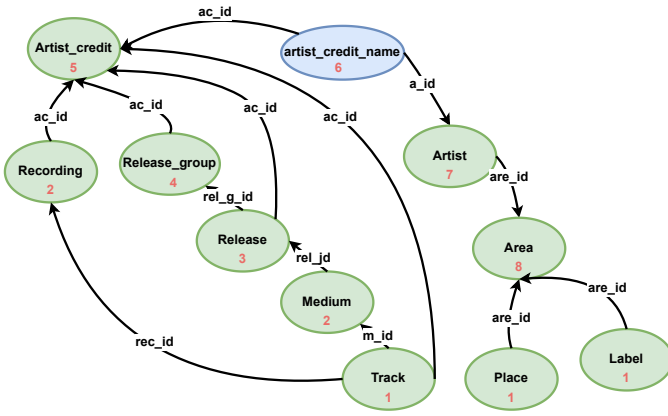 ac_id
Artist_credit
5
artist_credit_name
6
a_id
ac_id
ac_id
ac_id
ac_id
Artist
7
Recording
2
Release_group
4
are_id
rel_g_id
Release
3
Area
8
rel_jd
are_id
Medium
2
are_id
rec_id
m_id
Track
1
Place
1
Label
1